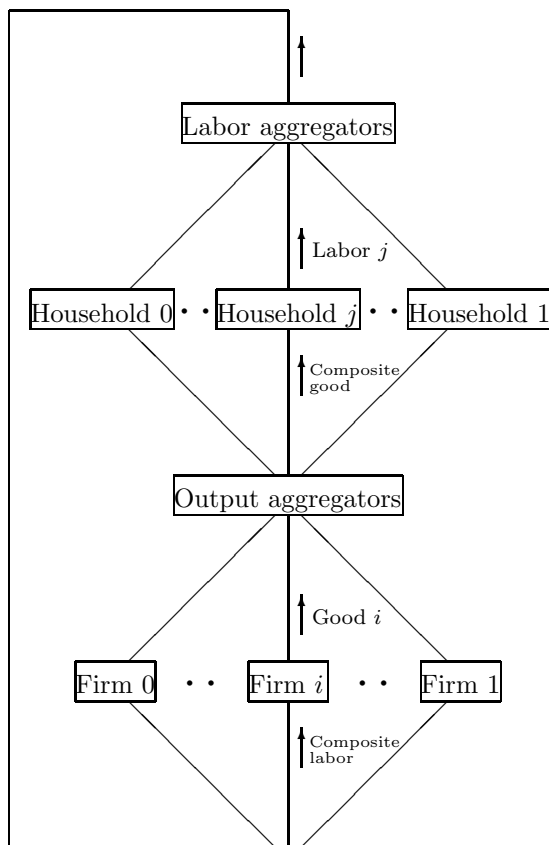 Labor aggregators
Labor j
Household 0 · · Household j · · Household 1
Composite
good
Output aggregators
Good i
Firm 0 · · Firm i · · Firm 1
Composite
labor